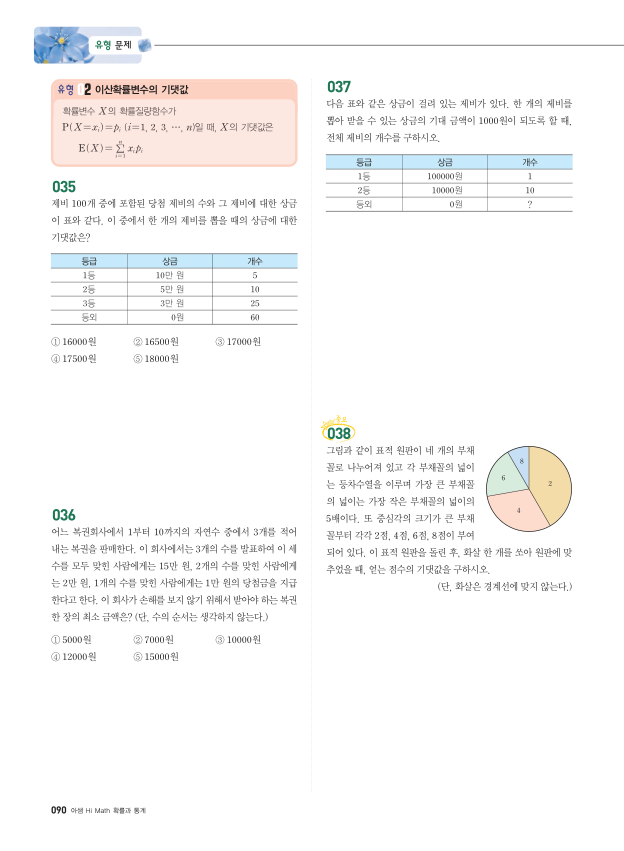 유형 문제
유형 02 이산확률변수의 기댓값
확률변수 X의 확률질량함수가
P(X=xᵢ)=pᵢ (i=1, 2, 3, ⋯, n)일 때, X의 기댓값은
E(X)=∑ⁿᵢ₌₁ xᵢpᵢ
035
제비 100개 중에 포함된 당첨 제비의 수와 그 제비에 대한 상금
이 표와 같다. 이 중에서 한 개의 제비를 뽑을 때의 상금에 대한
기댓값은?
등급 상금 개수
1등 10만 원 5
2등 5만 원 10
3등 3만 원 25
등외 0원 60
① 16000원 ② 16500원 ③ 17000원
④ 17500원 ⑤ 18000원
036
어느 복권회사에서 1부터 10까지의 자연수 중에서 3개를 적어
내는 복권을 판매한다. 이 회사에서는 3개의 수를 발표하여 이 세
수를 모두 맞힌 사람에게는 15만 원, 2개의 수를 맞힌 사람에게
는 2만 원, 1개의 수를 맞힌 사람에게는 1만 원의 당첨금을 지급
한다고 한다. 이 회사가 손해를 보지 않기 위해서 받아야 하는 복권
한 장의 최소 금액은? (단, 수의 순서는 생각하지 않는다.)
① 5000원 ② 7000원 ③ 10000원
④ 12000원 ⑤ 15000원
037
다음 표와 같은 상금이 걸려 있는 제비가 있다. 한 개의 제비를
뽑아 받을 수 있는 상금의 기대 금액이 1000원이 되도록 할 때,
전체 제비의 개수를 구하시오.
등급 상금 개수
1등 100000원 1
2등 10000원 10
등외 0원 ?
038
그림과 같이 표적 원판이 네 개의 부채
꼴로 나누어져 있고 각 부채꼴의 넓이
는 등차수열을 이루며 가장 큰 부채꼴
의 넓이는 가장 작은 부채꼴의 넓이의
5배이다. 또 중심각의 크기가 큰 부채
꼴부터 각각 2점, 4점, 6점, 8점이 부여
되어 있다. 이 표적 원판을 돌린 후, 화살 한 개를 쏘아 원판에 맞
추었을 때, 얻는 점수의 기댓값을 구하시오.
(단, 화살은 경계선에 맞지 않는다.)
8
6
2
4
090 아샘 Hi Math 확률과 통계